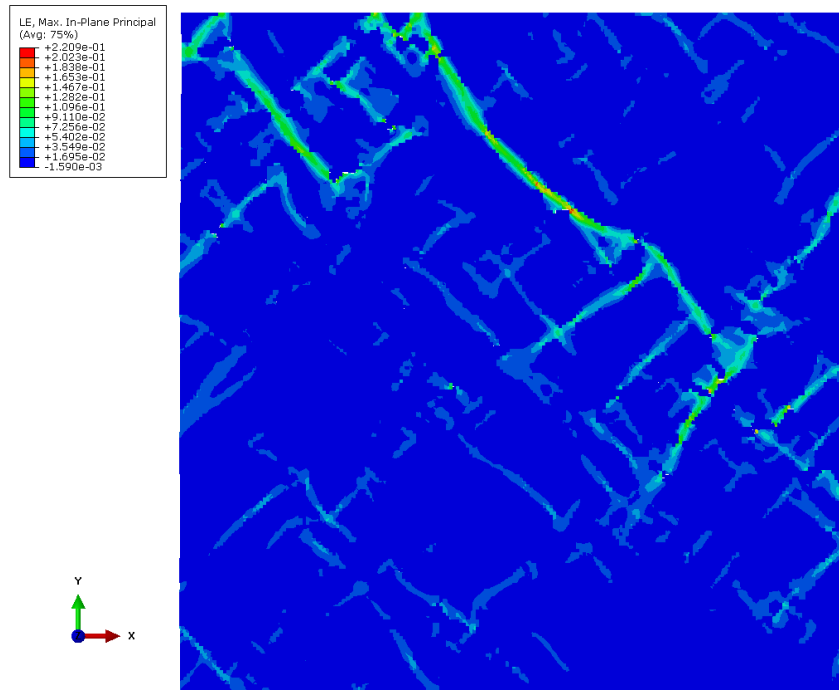 LE, Max. In-Plane Principal
(Avg: 75%)
+2.209e-01
+2.023e-01
+1.838e-01
+1.653e-01
+1.467e-01
+1.282e-01
+1.096e-01
+9.110e-02
+7.256e-02
+5.402e-02
+3.549e-02
+1.695e-02
-1.590e-03
Y
Z X